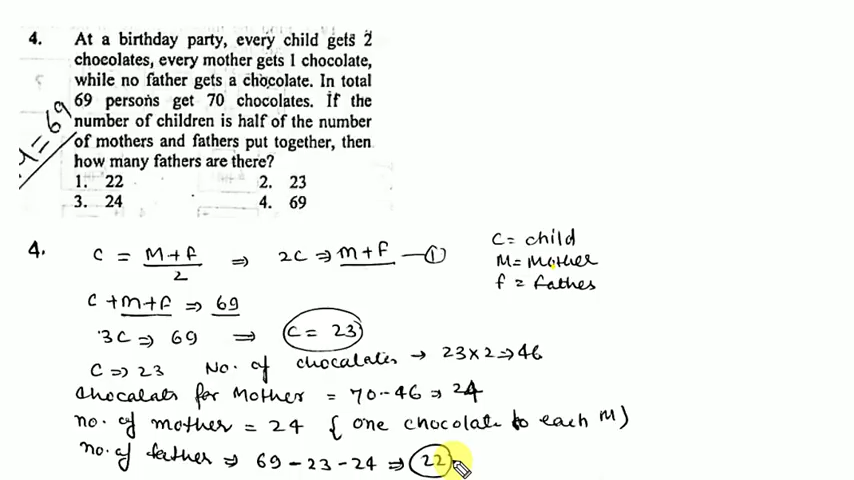 4. At a birthday party, every child gets 2
chocolates, every mother gets 1 chocolate,
while no father gets a chocolate. In total
69 persons get 70 chocolates. If the
number of children is half of the number
of mothers and fathers put together, then
how many fathers are there?
1. 22 2. 23
3. 24 4. 69
=69
4. C = M+f/2 ⇒ 2C ⇒ m+f —①
C = child
M = Mother
f = father
C + m+f ⇒ 69
3C ⇒ 69 ⇒ C = 23
C ⇒ 23 No. of chocalates → 23×2 ⇒ 46
Chocalats for Mother = 70-46 ⇒ 24
no. of mother = 24 { one chocolate to each M)
no. of father ⇒ 69-23-24 ⇒ 22